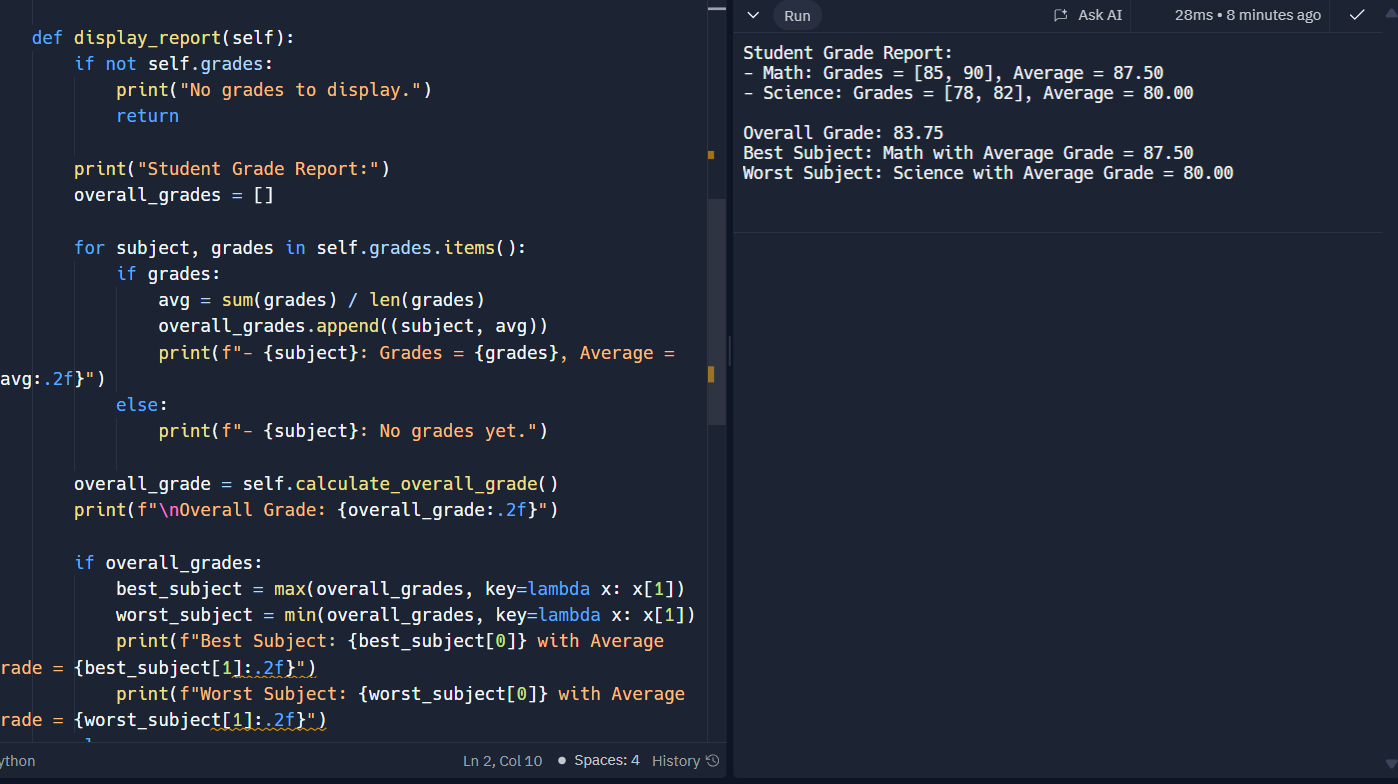 def display_report(self):
if not self.grades:
print("No grades to display.")
return
print("Student Grade Report:")
overall_grades = []
for subject, grades in self.grades.items():
if grades:
avg = sum(grades) / len(grades)
overall_grades.append((subject, avg))
print(f"- {subject}: Grades = {grades}, Average =
avg:.2f}")
else:
print(f"- {subject}: No grades yet.")
overall_grade = self.calculate_overall_grade()
print(f"\nOverall Grade: {overall_grade:.2f}")
if overall_grades:
best_subject = max(overall_grades, key=lambda x: x[1])
worst_subject = min(overall_grades, key=lambda x: x[1])
print(f"Best Subject: {best_subject[0]} with Average
rade = {best_subject[1]:.2f}")
print(f"Worst Subject: {worst_subject[0]} with Average
rade = {worst_subject[1]:.2f}")
ython
Ln 2, Col 10 • Spaces: 4 History
Run
Ask AI
28ms • 8 minutes ago
Student Grade Report:
- Math: Grades = [85, 90], Average = 87.50
- Science: Grades = [78, 82], Average = 80.00
Overall Grade: 83.75
Best Subject: Math with Average Grade = 87.50
Worst Subject: Science with Average Grade = 80.00